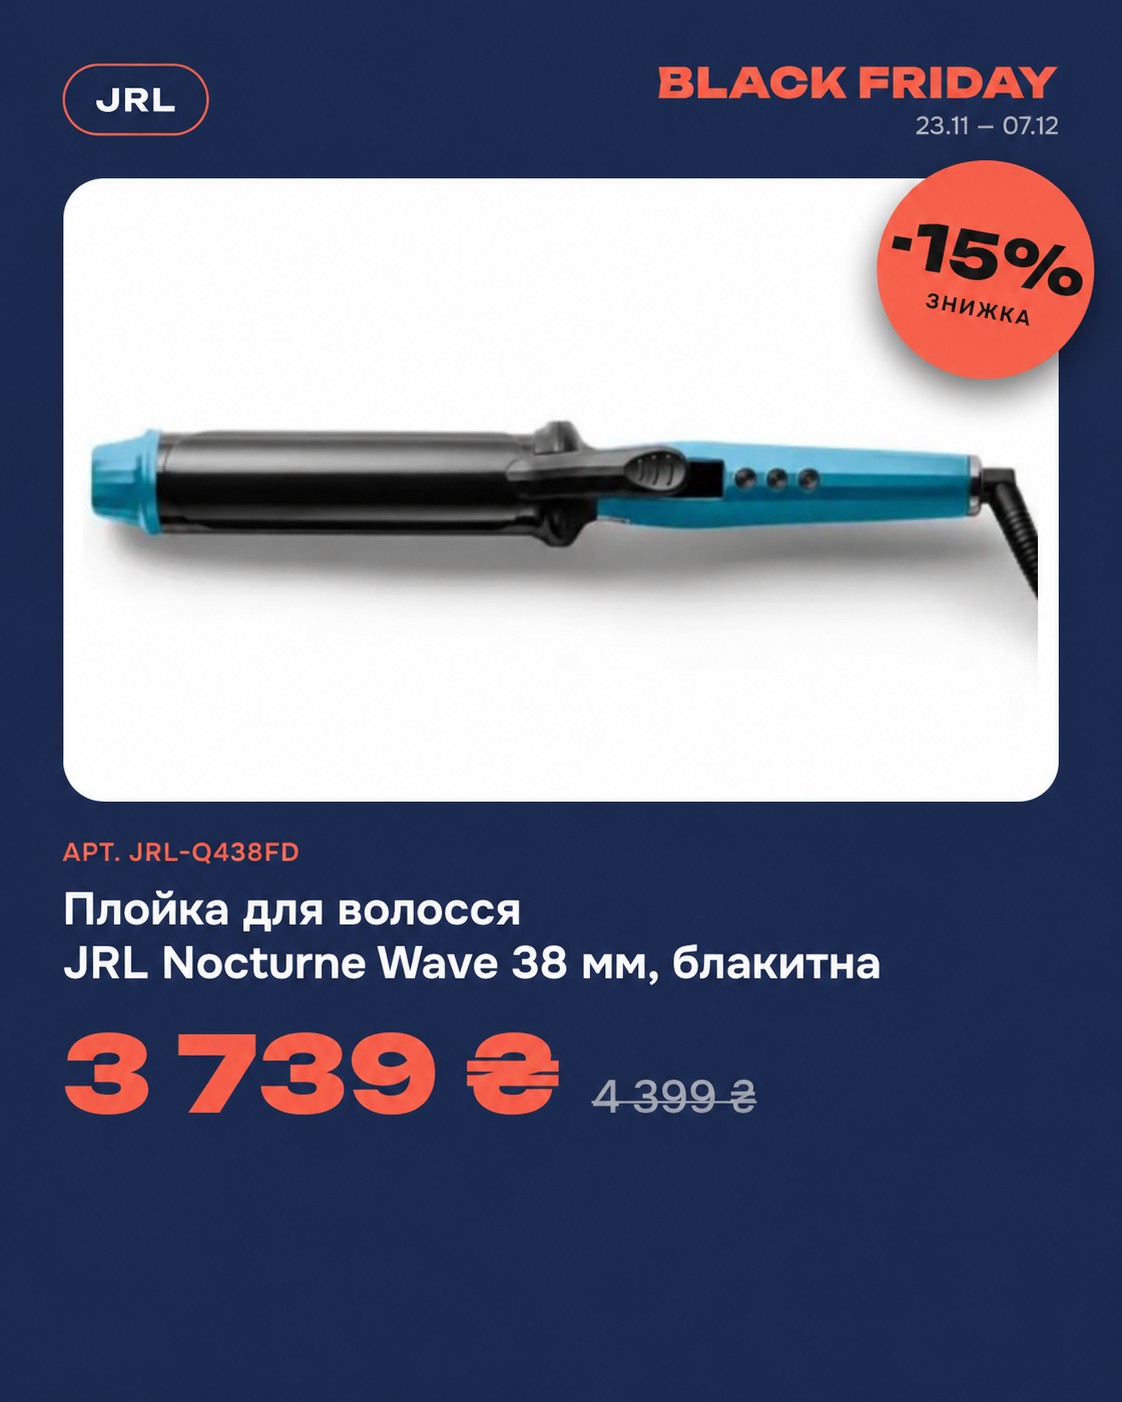 JRL
BLACK FRIDAY
23.11 — 07.12
-15%
ЗНИЖКА
АРТ. JRL-Q438FD
Плойка для волосся
JRL Nocturne Wave 38 мм, блакитна
3 739 ₴ 4 399 ₴